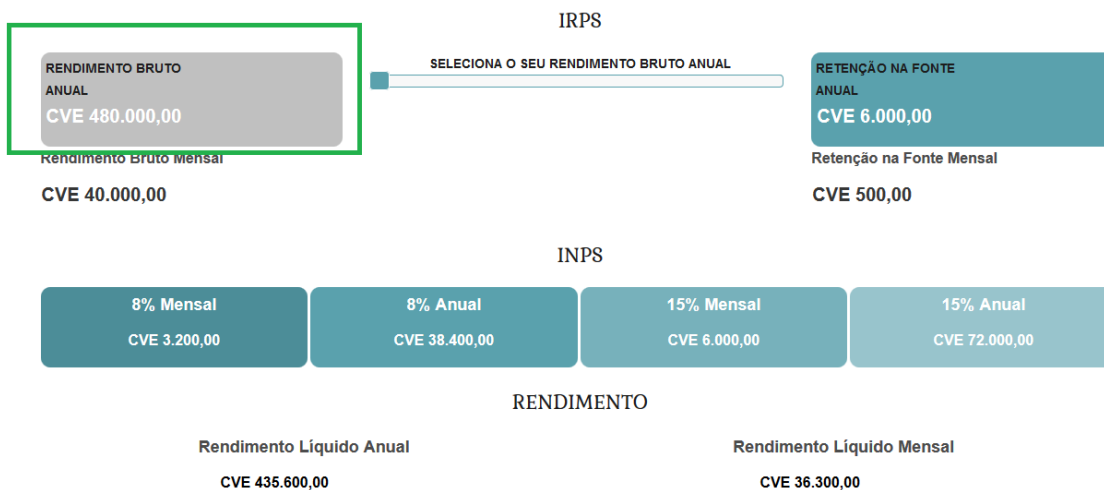 IRPS
RENDIMENTO BRUTO
ANUAL
CVE 480.000,00
Rendimento Bruto Mensal
CVE 40.000,00
SELECIONA O SEU RENDIMENTO BRUTO ANUAL
RETENÇÃO NA FONTE
ANUAL
CVE 6.000,00
Retenção na Fonte Mensal
CVE 500,00
INPS
8% Mensal
CVE 3.200,00
8% Anual
CVE 38.400,00
15% Mensal
CVE 6.000,00
15% Anual
CVE 72.000,00
RENDIMENTO
Rendimento Líquido Anual
CVE 435.600,00
Rendimento Líquido Mensal
CVE 36.300,00